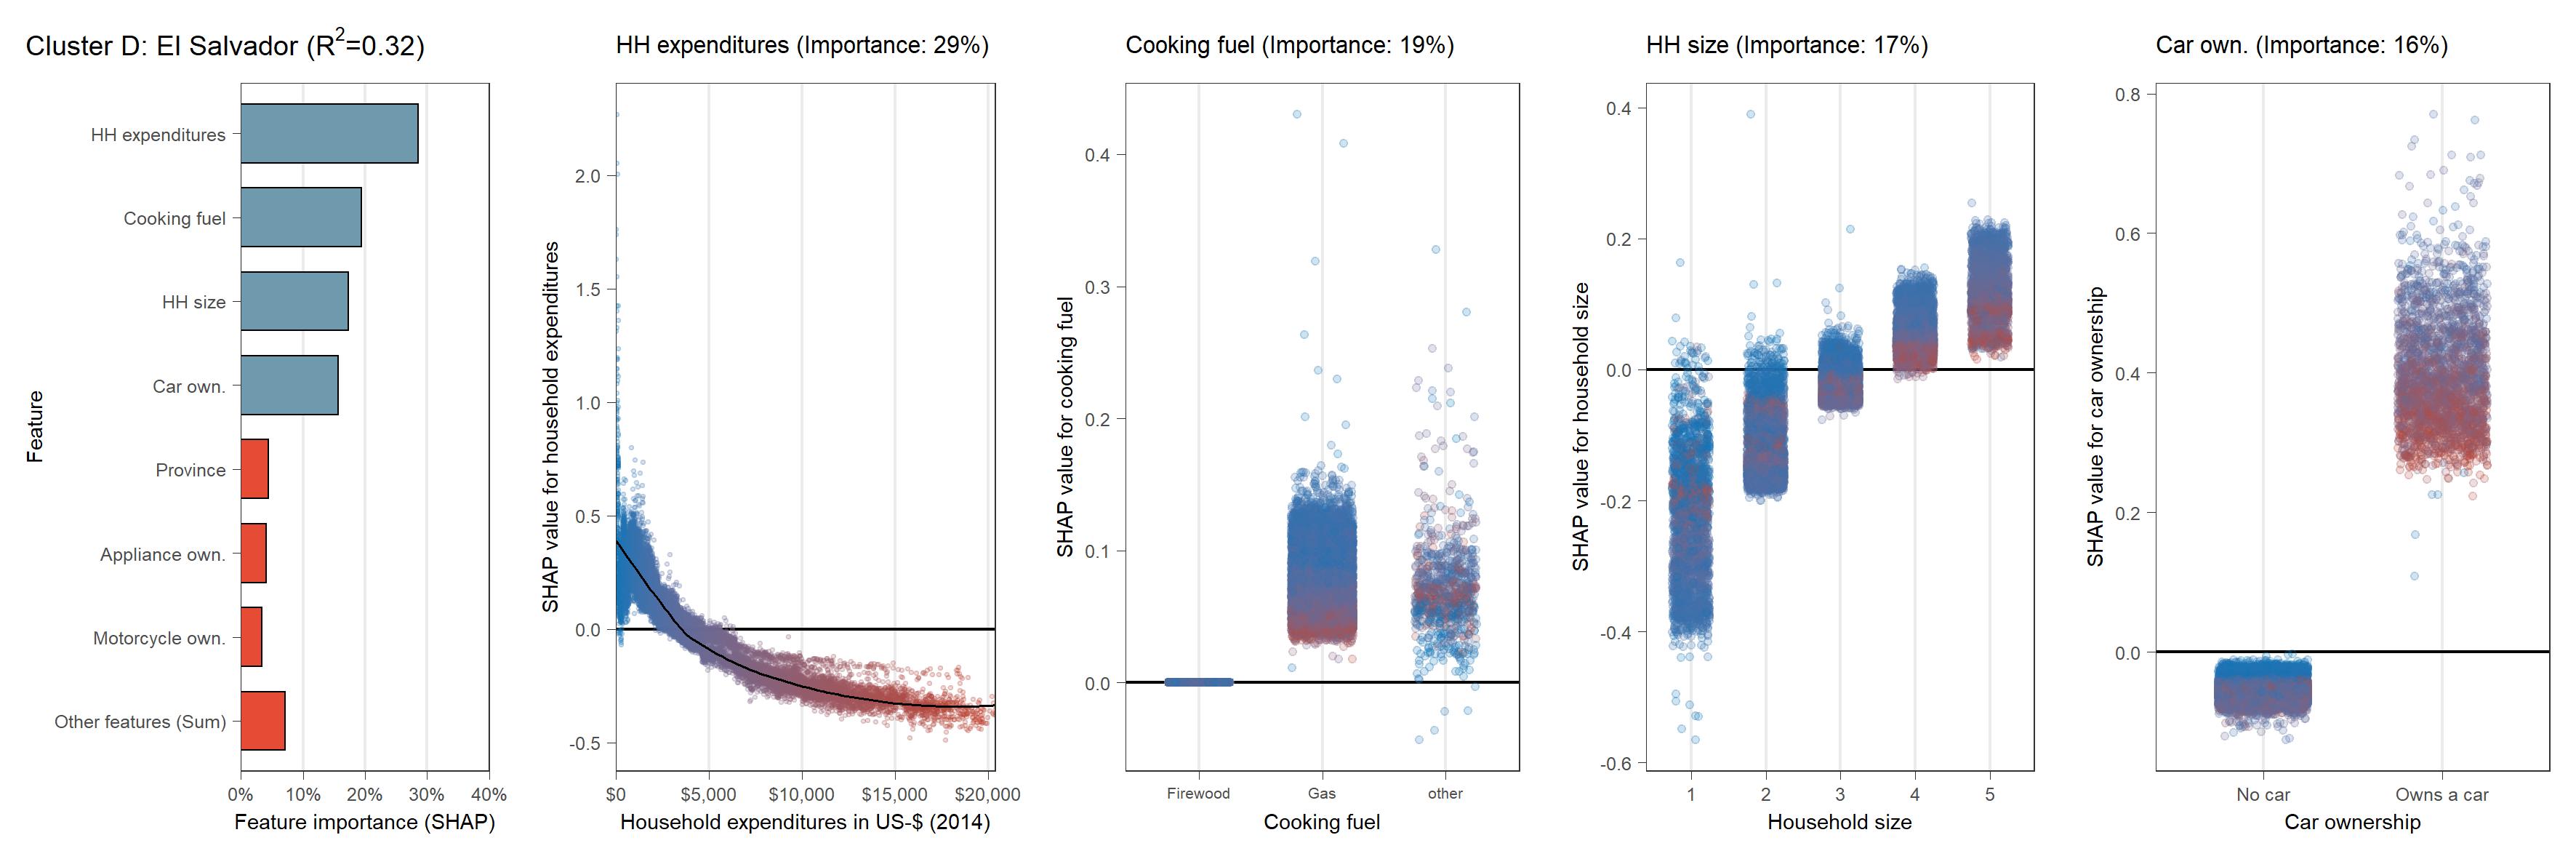 Cluster D: El Salvador (R²=0.32)
Feature
HH expenditures
Cooking fuel
HH size
Car own.
Province
Appliance own.
Motorcycle own.
Other features (Sum)
0% 10% 20% 30% 40%
Feature importance (SHAP)
HH expenditures (Importance: 29%)
SHAP value for household expenditures
2.0
1.5
1.0
0.5
0.0
-0.5
$0 $5,000 $10,000 $15,000 $20,000
Household expenditures in US-$ (2014)
Cooking fuel (Importance: 19%)
SHAP value for cooking fuel
0.4
0.3
0.2
0.1
0.0
Firewood Gas other
Cooking fuel
HH size (Importance: 17%)
SHAP value for household size
0.4
0.2
0.0
-0.2
-0.4
-0.6
1 2 3 4 5
Household size
Car own. (Importance: 16%)
SHAP value for car ownership
0.8
0.6
0.4
0.2
0.0
No car Owns a car
Car ownership